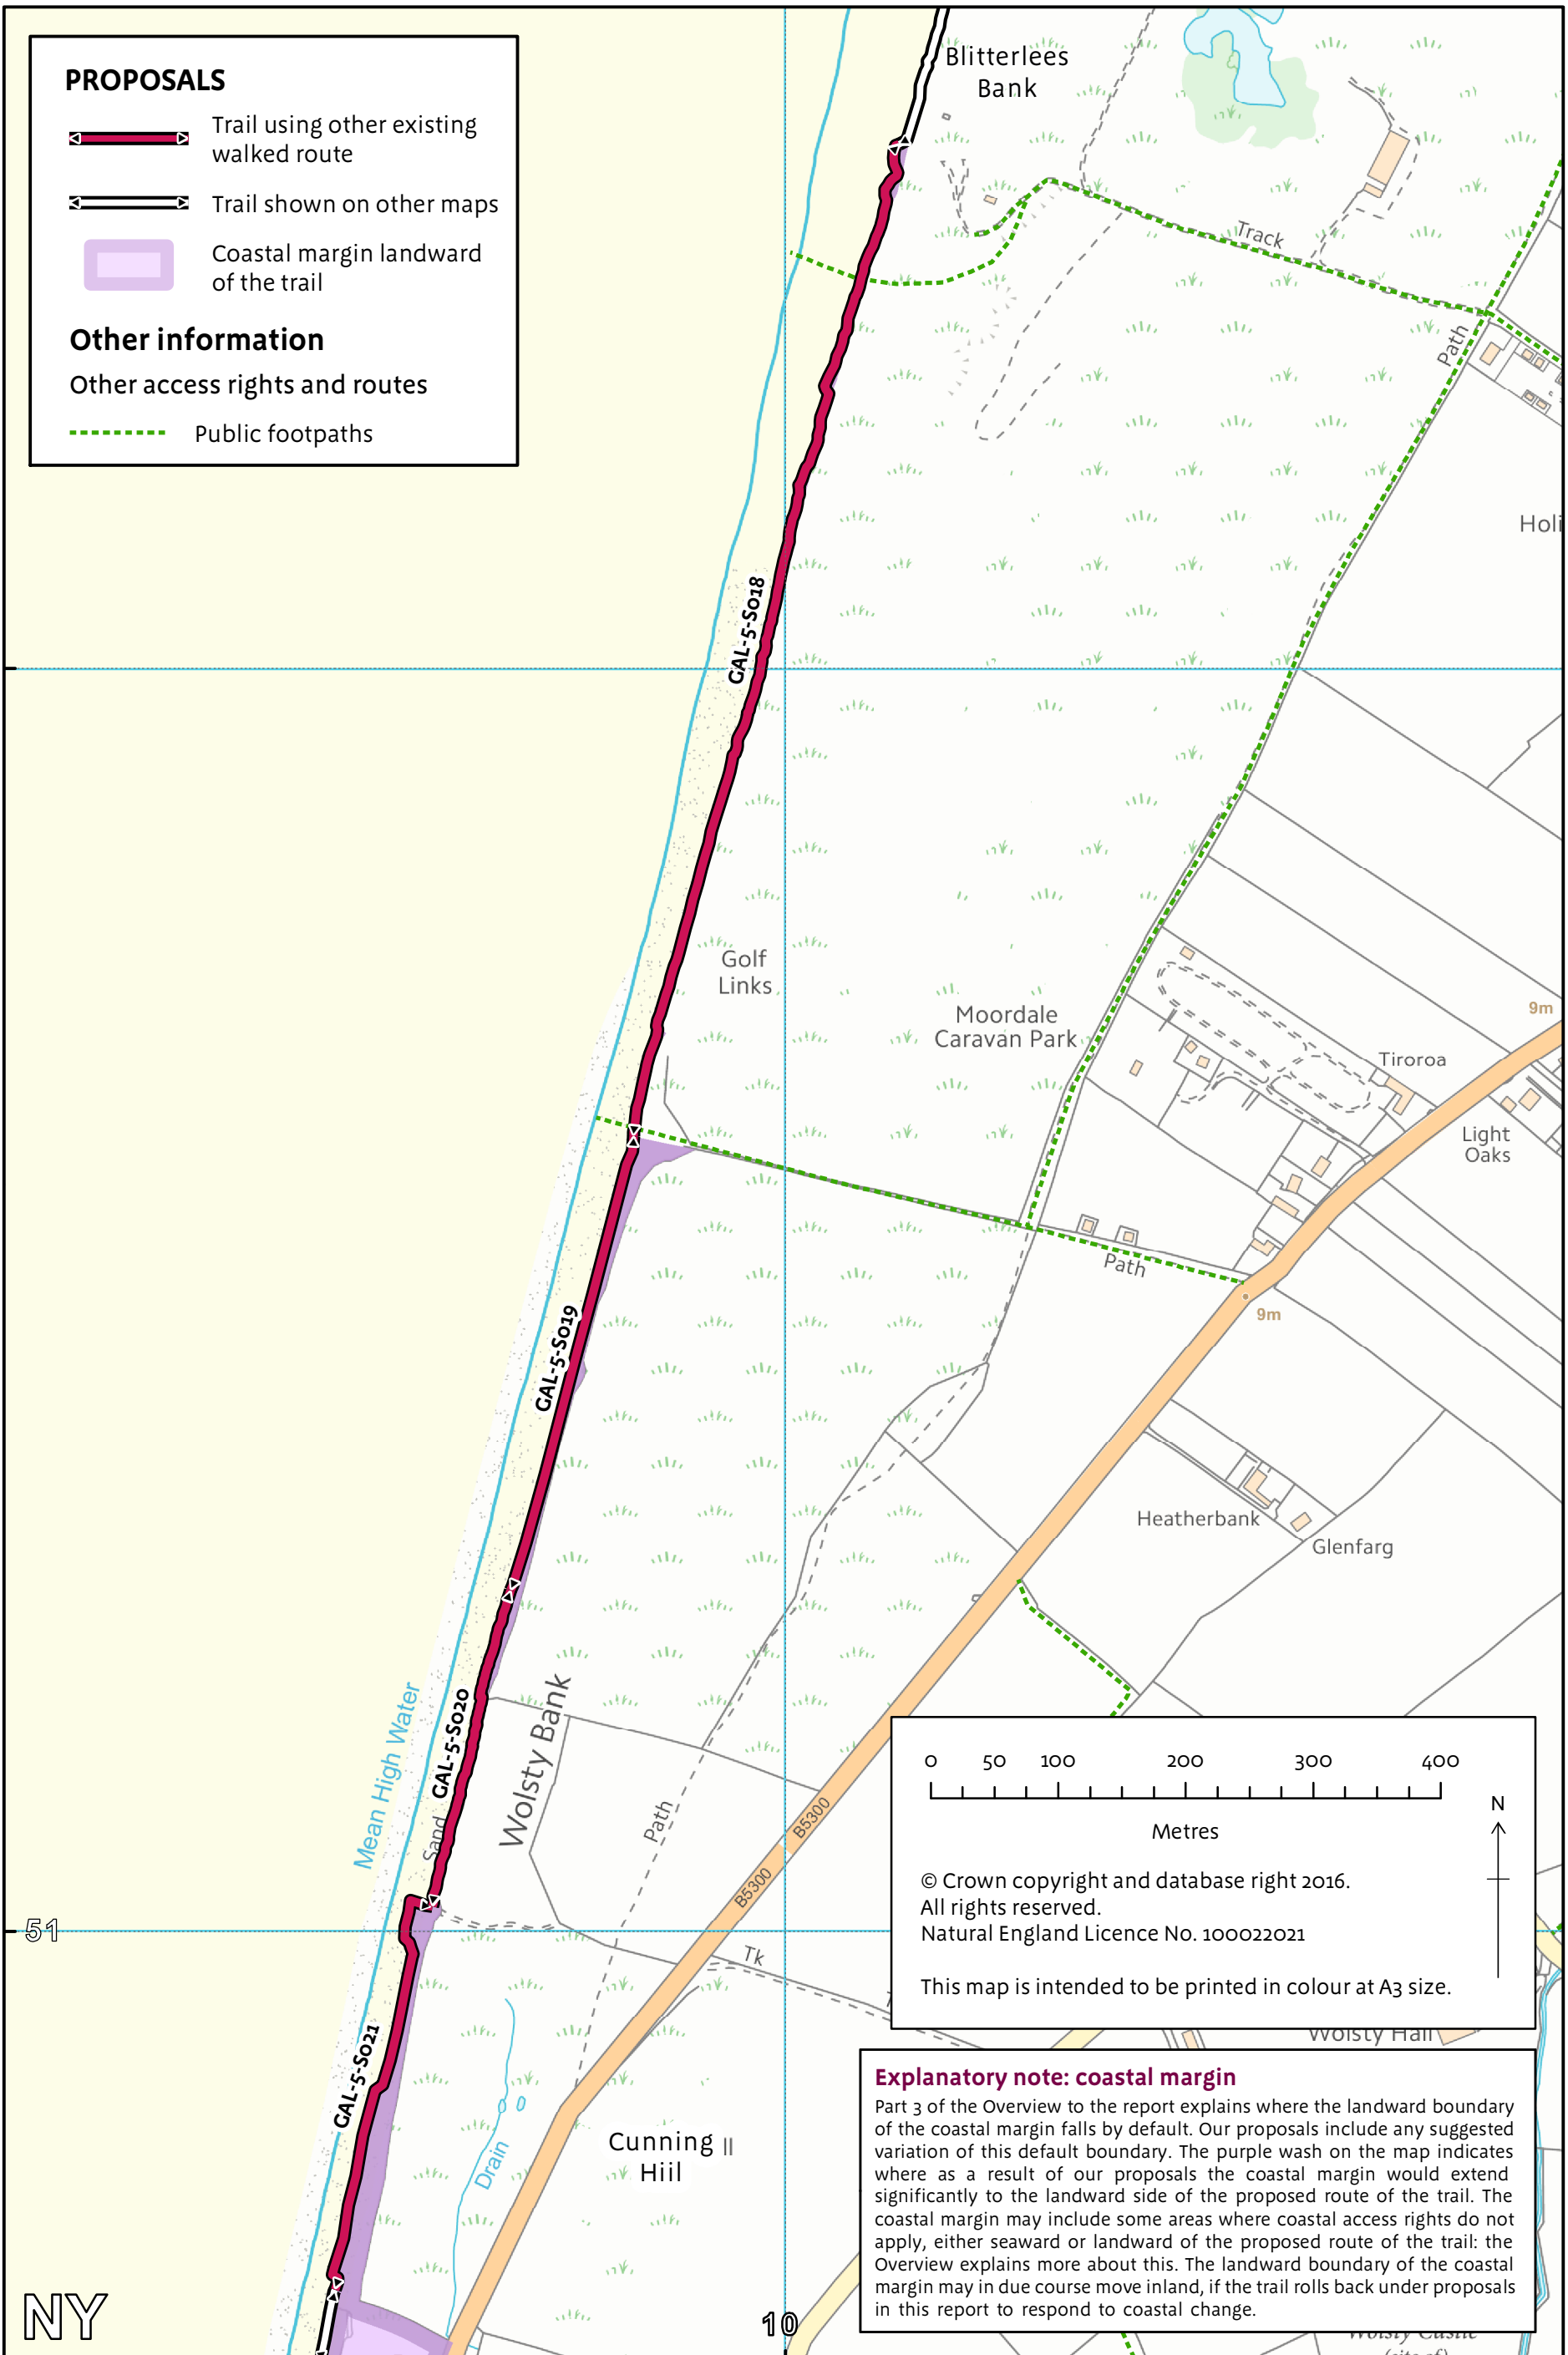 PROPOSALS
Trail using other existing
walked route
Trail shown on other maps
Coastal margin landward
of the trail
Other information
Other access rights and routes
Public footpaths
Blitterlees
Bank
Track
Path
Holi
GAL-5-S018
Golf
Links
Moordale
Caravan Park
9m
Tiroroa
Light
Oaks
Path
9m
GAL-5-S019
Heatherbank
Glenfarg
Mean High Water
GAL-5-S020
Sand
Wolsty Bank
Path
B5300
B5300
51
Tk
GAL-5-S021
Drain
Cunning
Hiil
NY
10
0 50 100 200 300 400
Metres
N
© Crown copyright and database right 2016.
All rights reserved.
Natural England Licence No. 100022021
This map is intended to be printed in colour at A3 size.
Wolsty Hall
Explanatory note: coastal margin
Part 3 of the Overview to the report explains where the landward boundary
of the coastal margin falls by default. Our proposals include any suggested
variation of this default boundary. The purple wash on the map indicates
where as a result of our proposals the coastal margin would extend
significantly to the landward side of the proposed route of the trail. The
coastal margin may include some areas where coastal access rights do not
apply, either seaward or landward of the proposed route of the trail: the
Overview explains more about this. The landward boundary of the coastal
margin may in due course move inland, if the trail rolls back under proposals
in this report to respond to coastal change.
Wolsty Castle